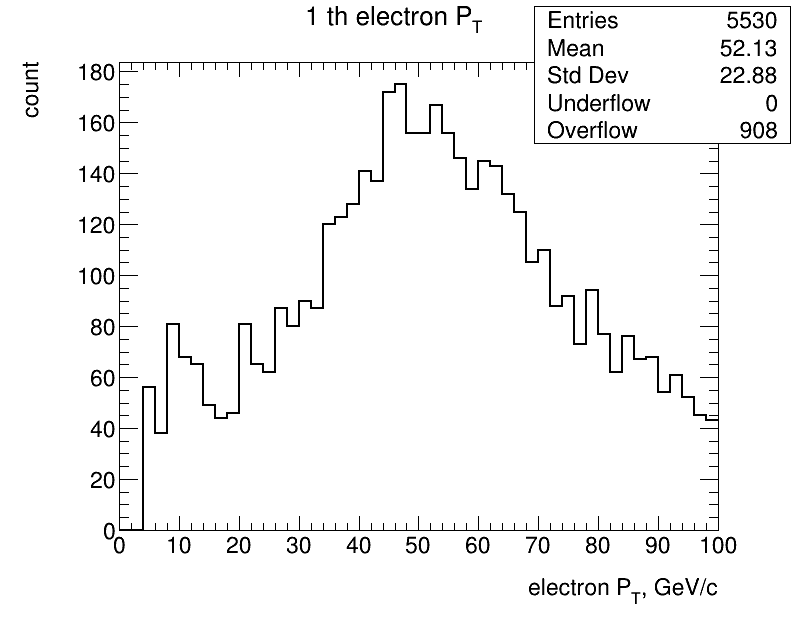 1 th electron P_T
Entries 5530
Mean 52.13
Std Dev 22.88
Underflow 0
Overflow 908
count
180
160
140
120
100
80
60
40
20
0
0 10 20 30 40 50 60 70 80 90 100
electron P_T, GeV/c